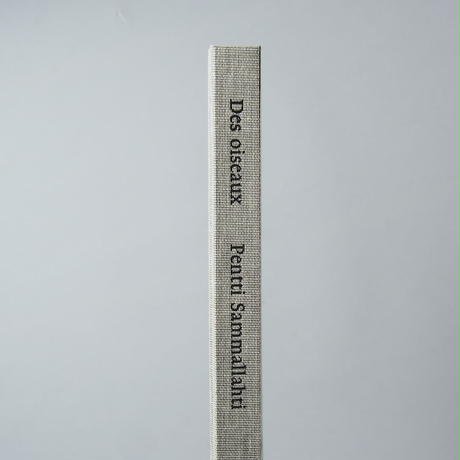 Des oiseaux
Pentti Sammallahti